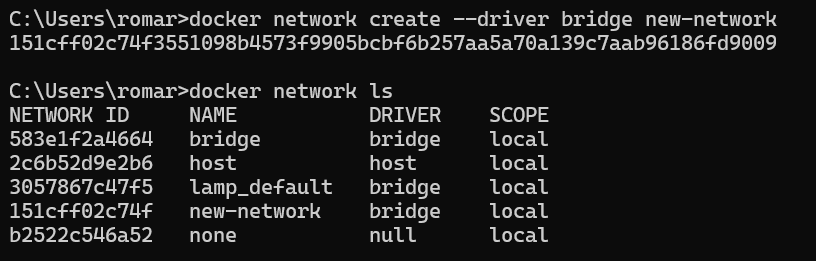 C:\Users\romar>docker network create --driver bridge new-network
151cff02c74f3551098b4573f9905bcbf6b257aa5a70a139c7aab96186fd9009
C:\Users\romar>docker network ls
NETWORK ID     NAME           DRIVER    SCOPE
583e1f2a4664   bridge         bridge    local
2c6b52d9e2b6   host           host      local
3057867c47f5   lamp_default   bridge    local
151cff02c74f   new-network    bridge    local
b2522c546a52   none           null      local